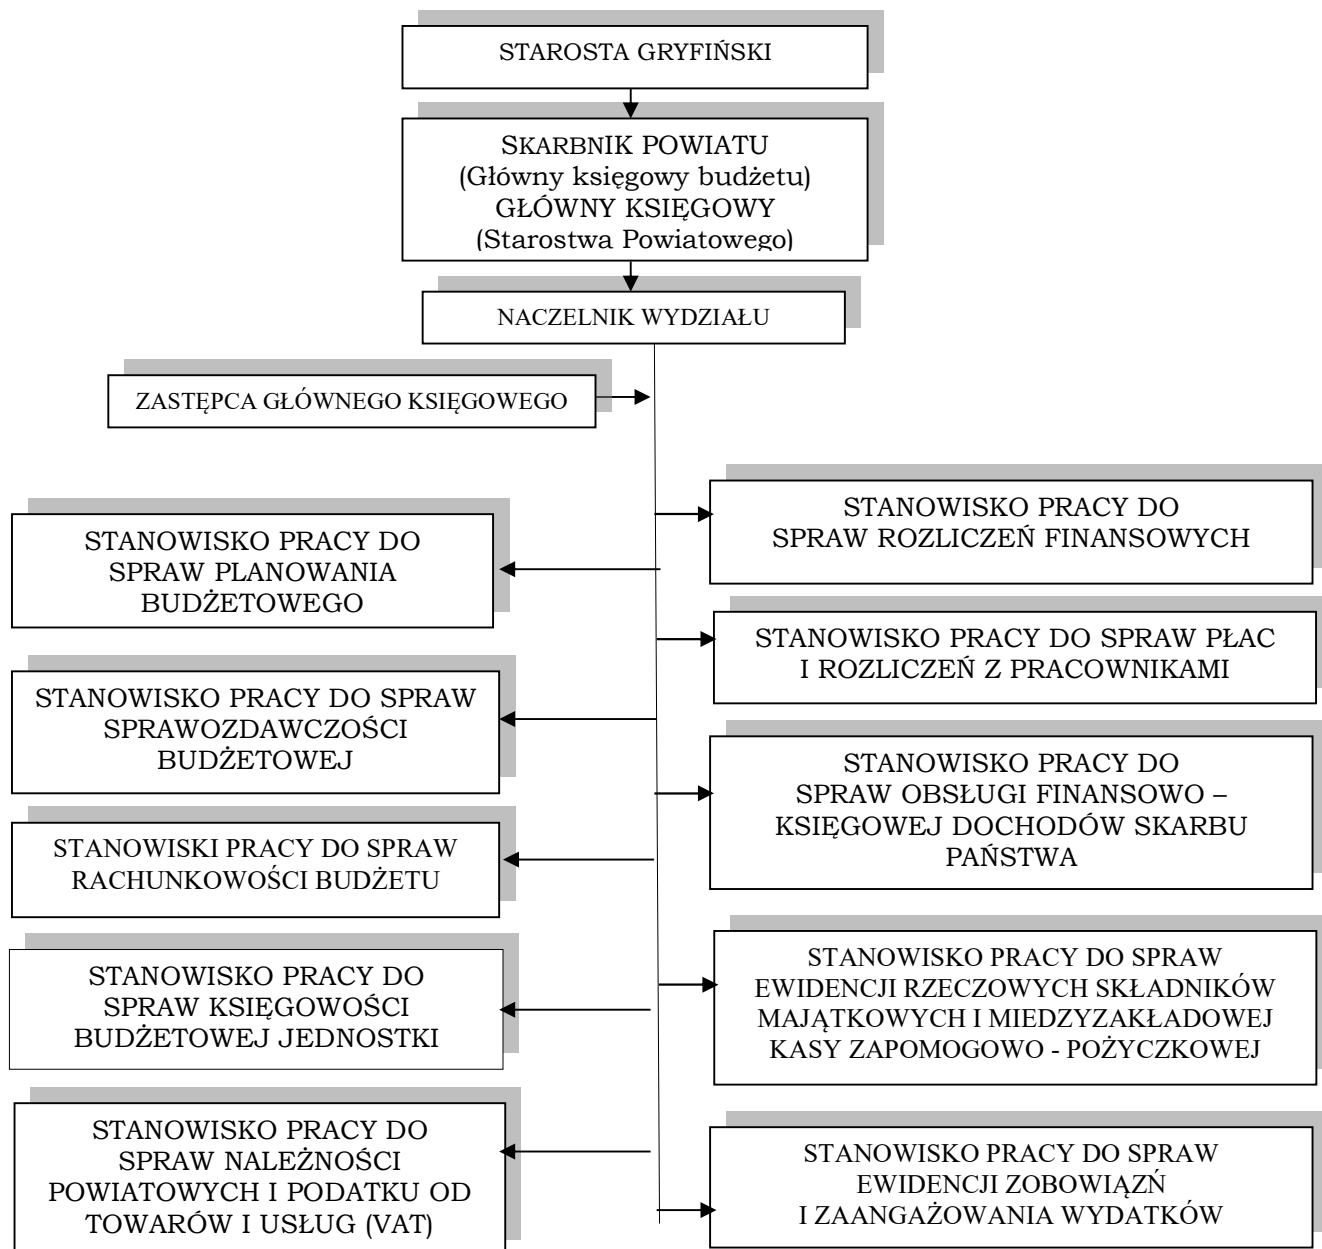 STAROSTA GRYFIŃSKI
SKARBNIK POWIATU
(Główny księgowy budżetu)
GŁÓWNY KSIĘGOWY
(Starostwa Powiatowego)
NACZELNIK WYDZIAŁU
ZASTĘPCA GŁÓWNEGO KSIĘGOWEGO
STANOWISKO PRACY DO
SPRAW ROZLICZEŃ FINANSOWYCH
STANOWISKO PRACY DO
SPRAW PLANOWANIA
BUDŻETOWEGO
STANOWISKO PRACY DO SPRAW PŁAC
I ROZLICZEŃ Z PRACOWNIKAMI
STANOWISKO PRACY DO SPRAW
SPRAWOZDAWCZOŚCI
BUDŻETOWEJ
STANOWISKO PRACY DO
SPRAW OBSŁUGI FINANSOWO –
KSIĘGOWEJ DOCHODÓW SKARBU
PAŃSTWA
STANOWISKI PRACY DO SPRAW
RACHUNKOWOŚCI BUDŻETU
STANOWISKO PRACY DO SPRAW
EWIDENCJI RZECZOWYCH SKŁADNIKÓW
MAJĄTKOWYCH I MIEDZYZAKŁADOWEJ
KASY ZAPOMOGOWO - POŻYCZKOWEJ
STANOWISKO PRACY DO
SPRAW KSIĘGOWOŚCI
BUDŻETOWEJ JEDNOSTKI
STANOWISKO PRACY DO
SPRAW NALEŻNOŚCI
POWIATOWYCH I PODATKU OD
TOWARÓW I USŁUG (VAT)
STANOWISKO PRACY DO SPRAW
EWIDENCJI ZOBOWIĄZŃ
I ZAANGAŻOWANIA WYDATKÓW